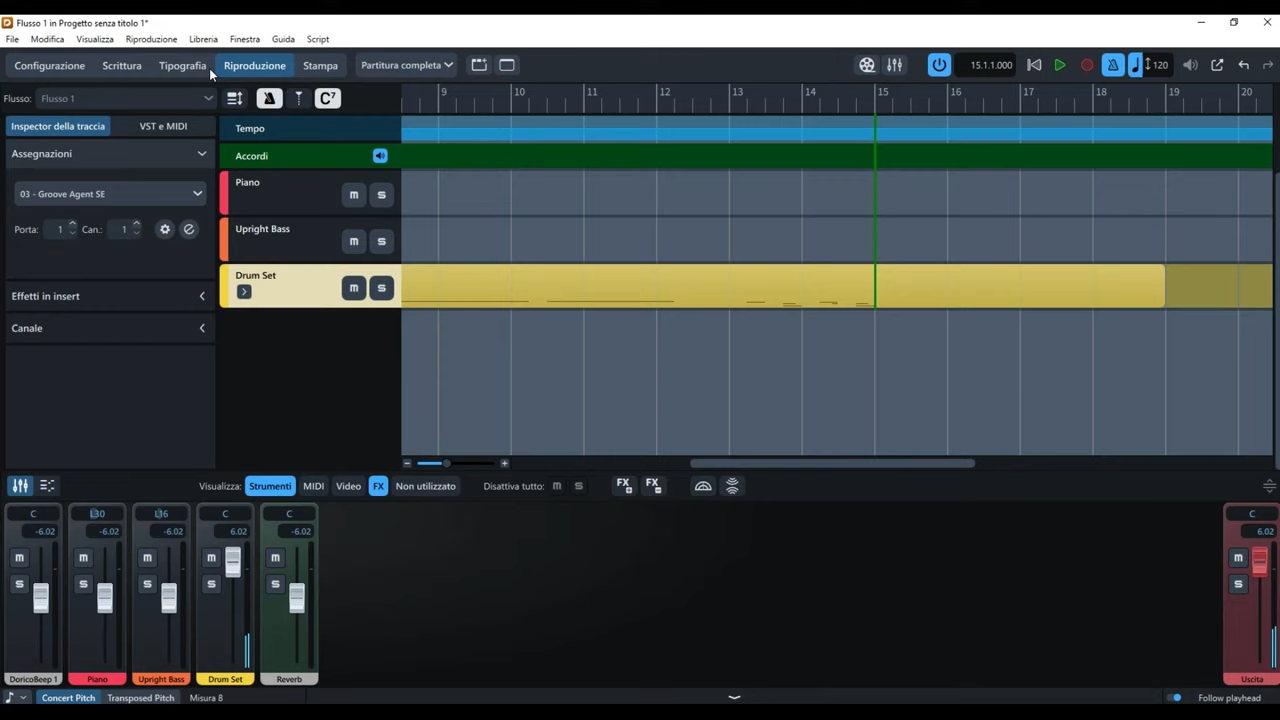 Flusso 1 in Progetto senza titolo 1*
File Modifica Visualizza Riproduzione Libreria Finestra Guida Script
Configurazione Scrittura Tipografia Riproduzione Stampa Partitura completa 15.1.1.000 120
Flusso: Flusso 1 C7 9 10 11 12 13 14 15 16 17 18 19 20
Inspector della traccia VST e MIDI Tempo
Assegnazioni Accordi
03 - Groove Agent SE Piano m s
Porta: 1 Can.: 1 Upright Bass m s
Drum Set m s
Effetti in insert
Canale
Visualizza: Strumenti MIDI Video FX Non utilizzato Disattiva tutto: m s FX FX
C L30 L16 C C C
-6.02 -6.02 -6.02 6.02 -6.02 6.02
m m m m m m
s s s s s s
DoricoBeep 1 Piano Upright Bass Drum Set Reverb Uscita
Concert Pitch Transposed Pitch Misura 8 Follow playhead